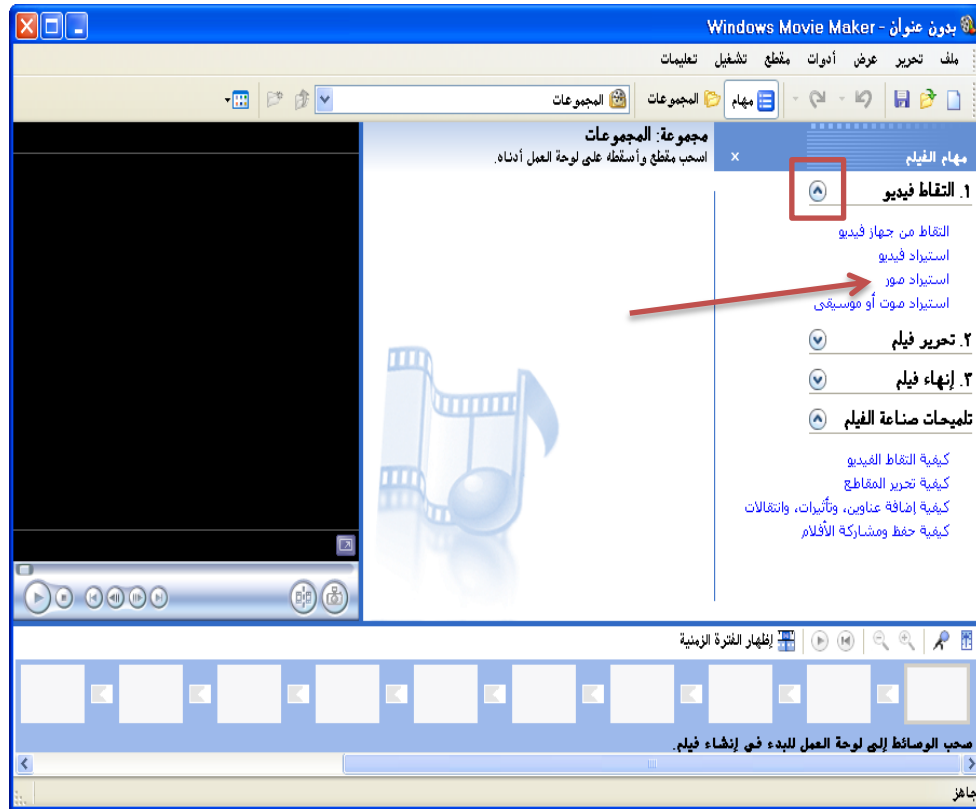 بدون عنوان - Windows Movie Maker
ملف تحرير عرض أدوات مقطع تشغيل تعليمات
مهام المجموعات المجموعات
مهام الفيلم
مجموعة: المجموعات
اسحب مقطع وأسقطه على لوحة العمل أدناه.
١. التقاط فيديو
التقاط من جهاز فيديو
استيراد فيديو
استيراد صور
استيراد صوت أو موسيقى
٢. تحرير فيلم
٣. إنهاء فيلم
تلميحات صناعة الفيلم
كيفية التقاط الفيديو
كيفية تحرير المقاطع
كيفية إضافة عناوين، وتأثيرات، وانتقالات
كيفية حفظ ومشاركة الأفلام
إظهار الفترة الزمنية
سحب الوسائط إلى لوحة العمل للبدء في إنشاء فيلم.
جاهز